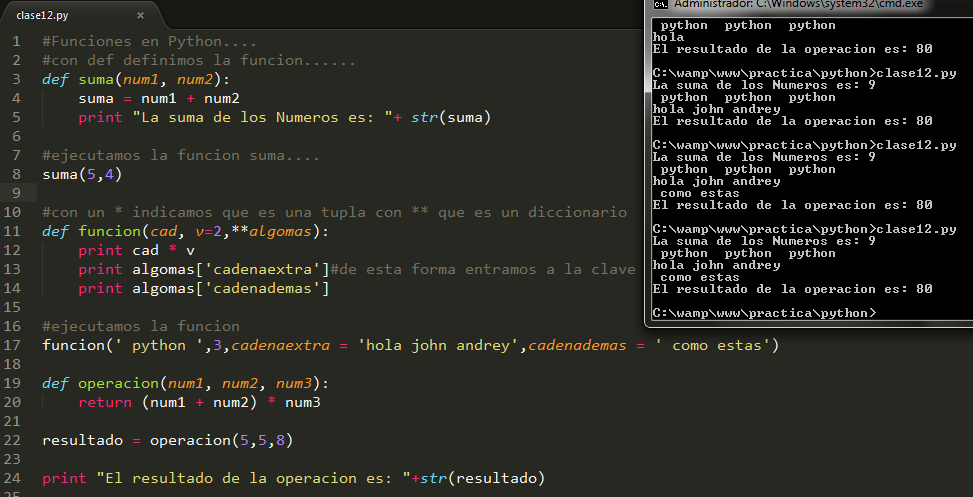 clase12.py ×
1 #Funciones en Python....
2 #con def definimos la funcion......
3 def suma(num1, num2):
4 suma = num1 + num2
5 print "La suma de los Numeros es: "+ str(suma)
6
7 #ejecutamos la funcion suma....
8 suma(5,4)
9
10 #con un * indicamos que es una tupla con ** que es un diccionario
11 def funcion(cad, v=2,**algomas):
12 print cad * v
13 print algomas['cadenaextra']#de esta forma entramos a la clave
14 print algomas['cadenademas']
15
16 #ejecutamos la funcion
17 funcion(' python ',3,cadenaextra = 'hola john andrey',cadenademas = ' como estas')
18
19 def operacion(num1, num2, num3):
20 return (num1 + num2) * num3
21
22 resultado = operacion(5,5,8)
23
24 print "El resultado de la operacion es: "+str(resultado)
25
Administrador: C:\Windows\system32\cmd.exe
python python python
hola
El resultado de la operacion es: 80
C:\wamp\www\practica\python>clase12.py
La suma de los Numeros es: 9
python python python
hola john andrey
El resultado de la operacion es: 80
C:\wamp\www\practica\python>clase12.py
La suma de los Numeros es: 9
python python python
hola john andrey
como estas
El resultado de la operacion es: 80
C:\wamp\www\practica\python>clase12.py
La suma de los Numeros es: 9
python python python
hola john andrey
como estas
El resultado de la operacion es: 80
C:\wamp\www\practica\python>